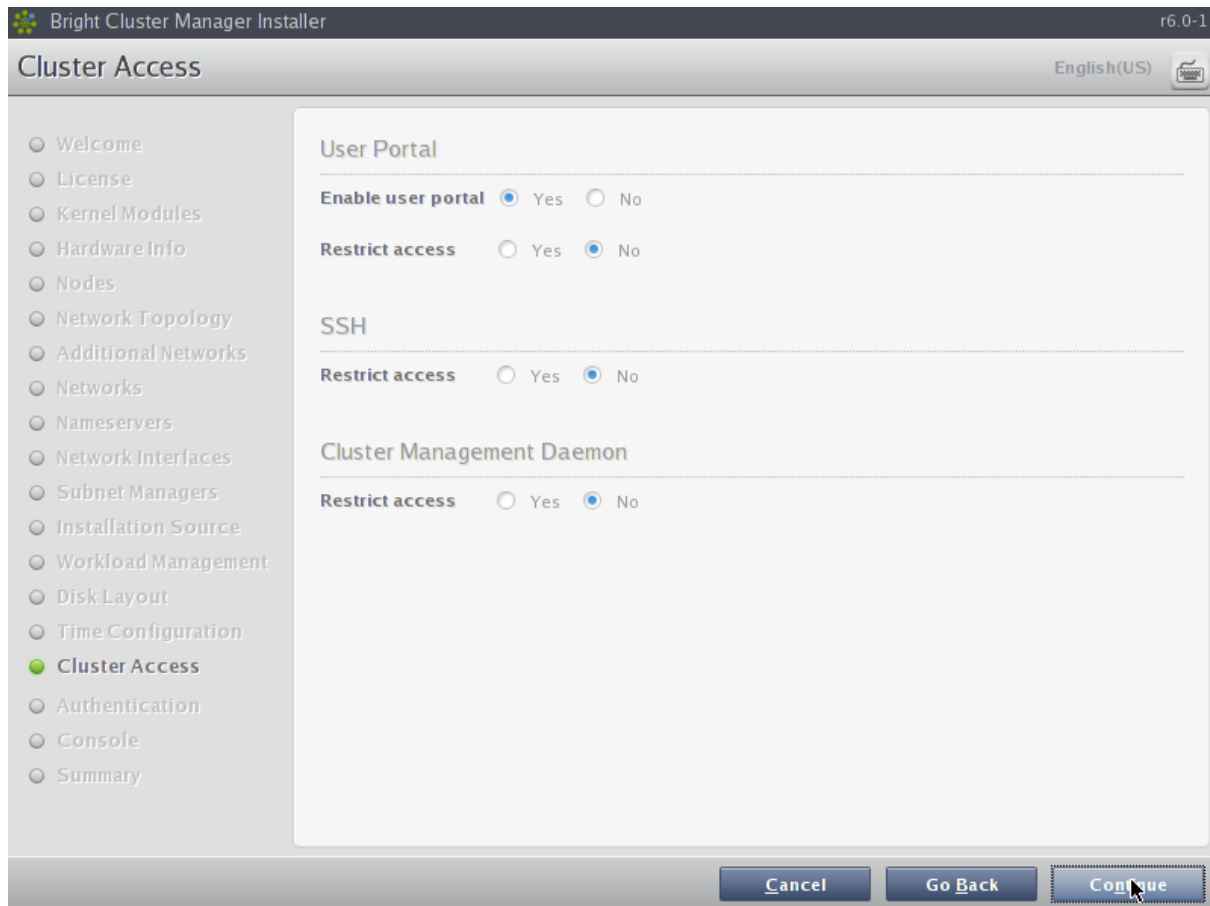 Bright Cluster Manager Installer r6.0-1
Cluster Access English(US)
Welcome
License
Kernel Modules
Hardware Info
Nodes
Network Topology
Additional Networks
Networks
Nameservers
Network Interfaces
Subnet Managers
Installation Source
Workload Management
Disk Layout
Time Configuration
Cluster Access
Authentication
Console
Summary
User Portal
Enable user portal Yes No
Restrict access Yes No
SSH
Restrict access Yes No
Cluster Management Daemon
Restrict access Yes No
Cancel Go Back Continue